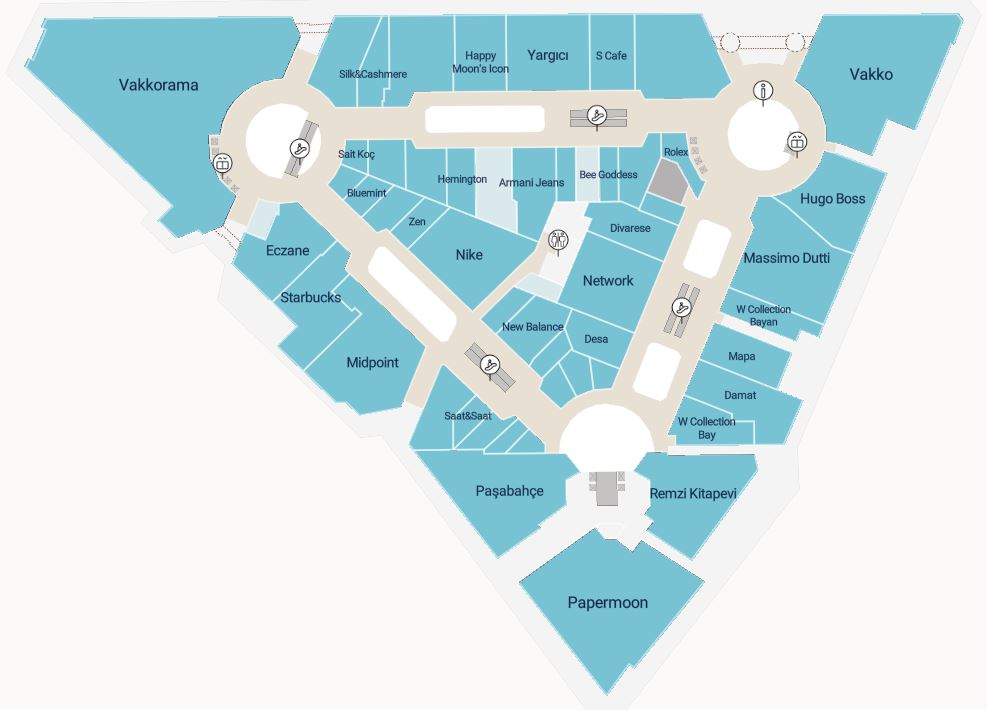 Vakkorama
Silk&Cashmere
Happy
Moon's Icon
Yargıcı
S Cafe
Vakko
Sait Koç
Hemington
Armani Jeans
Bee Goddess
Rolex
Bluemint
Zen
Divarese
Hugo Boss
Eczane
Nike
Network
Massimo Dutti
Starbucks
New Balance
Desa
W Collection
Bayan
Midpoint
Mapa
Damat
Saat&Saat
W Collection
Bay
Paşabahçe
Remzi Kitapevi
Papermoon